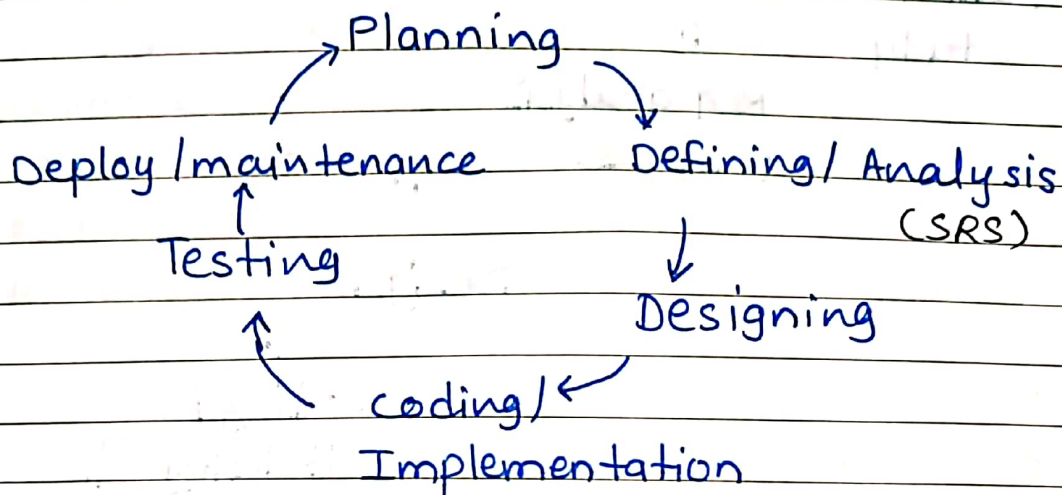 Planning
Deploy/maintenance
Defining/ Analysis
(SRS)
Testing
Designing
coding/
Implementation